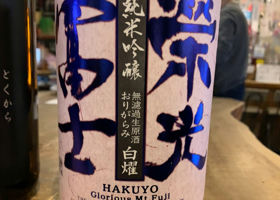 栄光
冨士
純米吟醸
無濾過生原酒
おりがらみ
白燿
HAKUYO
Glorious Mt Fuji
とくから